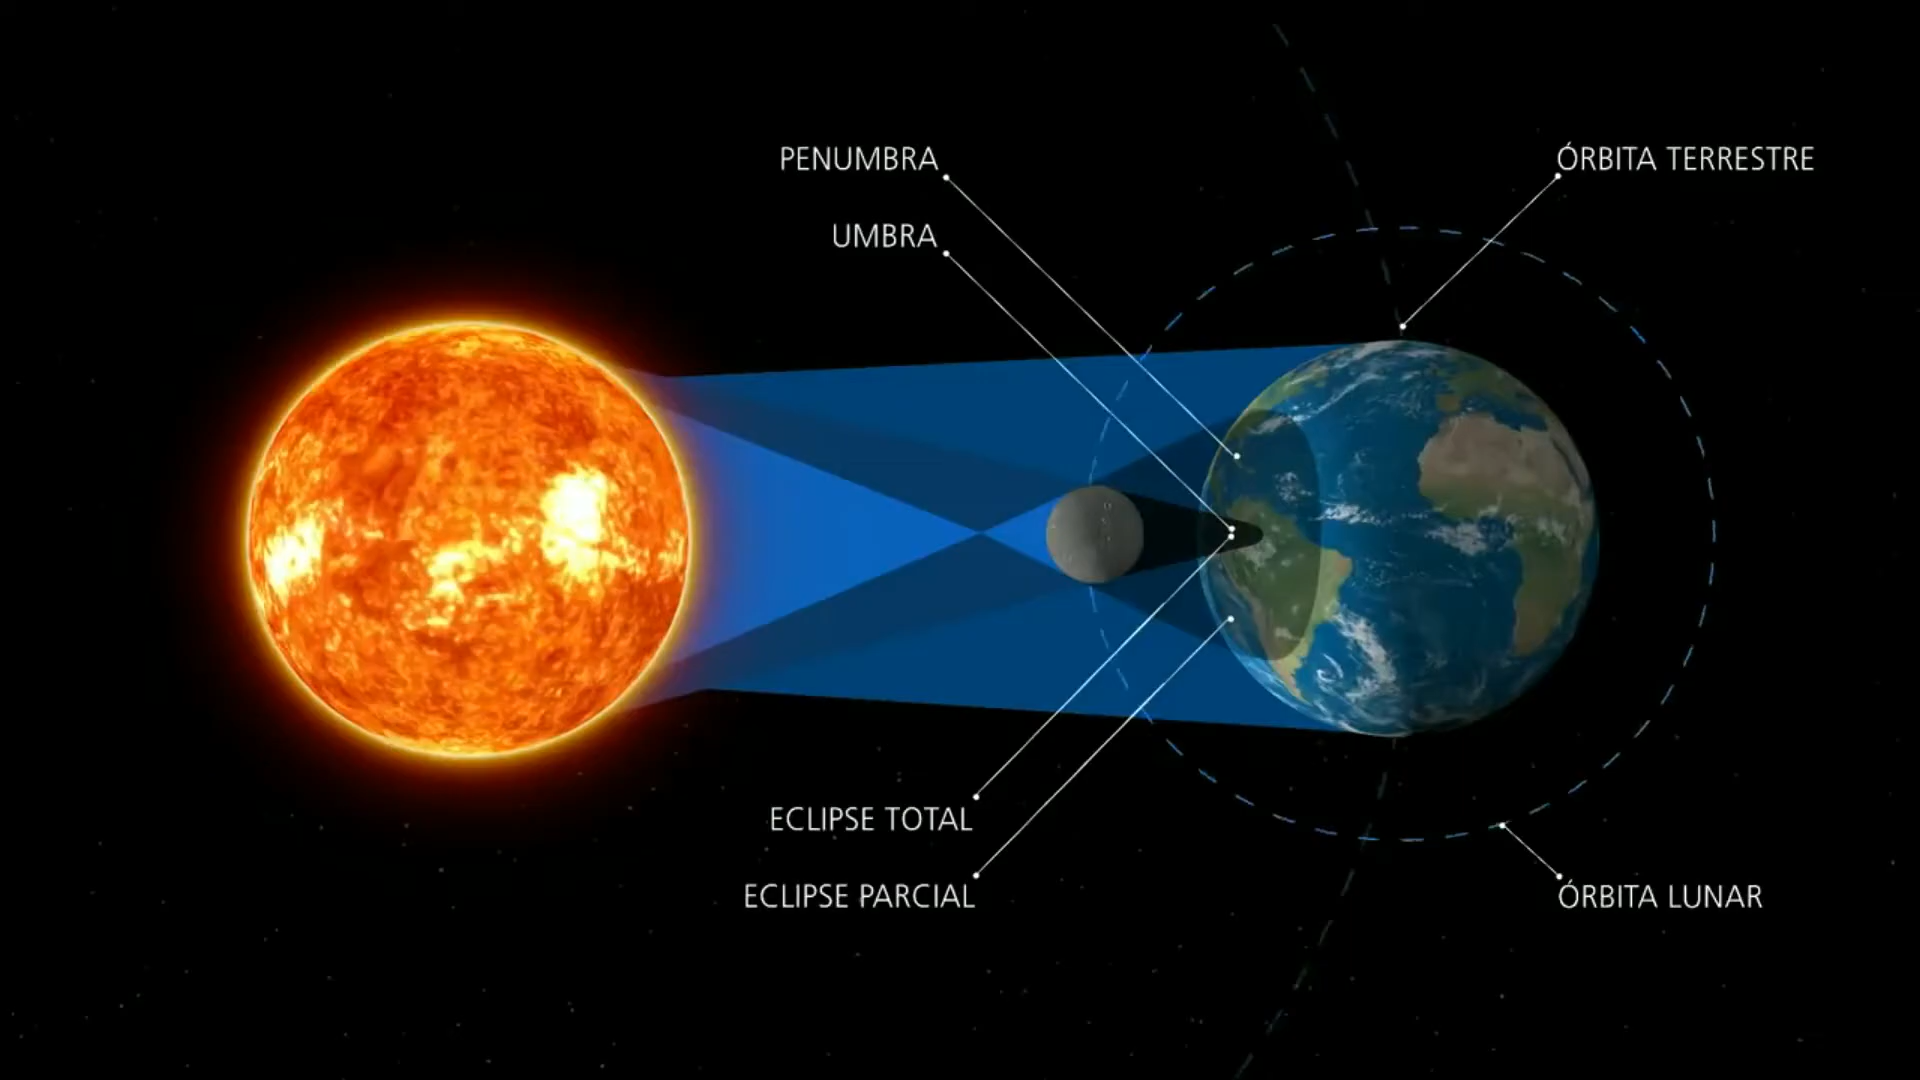 PENUMBRA
ÓRBITA TERRESTRE
UMBRA
ECLIPSE TOTAL
ECLIPSE PARCIAL
ÓRBITA LUNAR